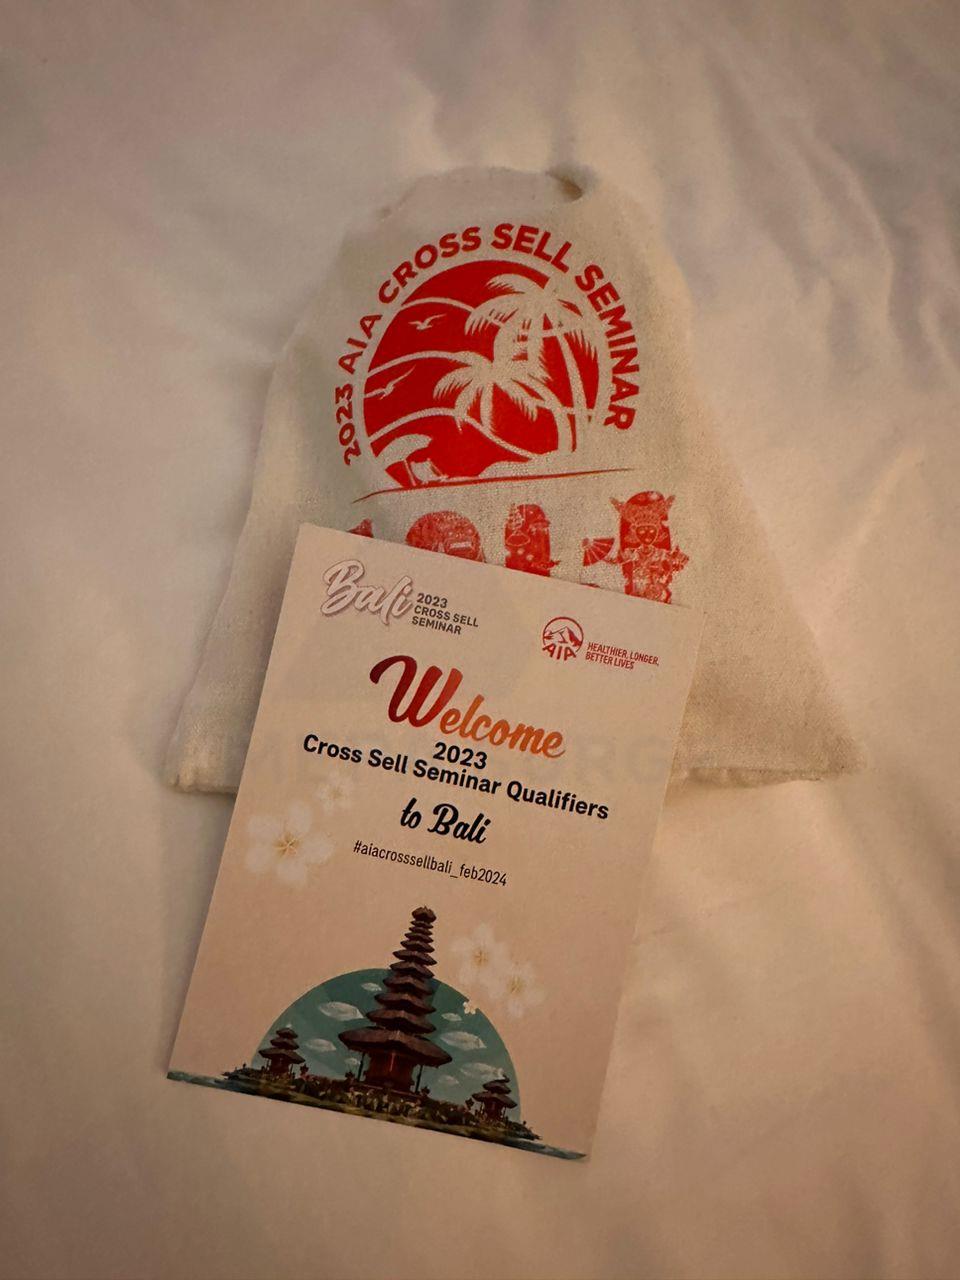 2023 AIA CROSS SELL SEMINAR
Bali
2023
CROSS SELL
SEMINAR
AIA
HEALTHIER, LONGER,
BETTER LIVES
Welcome
2023
Cross Sell Seminar Qualifiers
to Bali
#aiacrosssellbali_feb2024